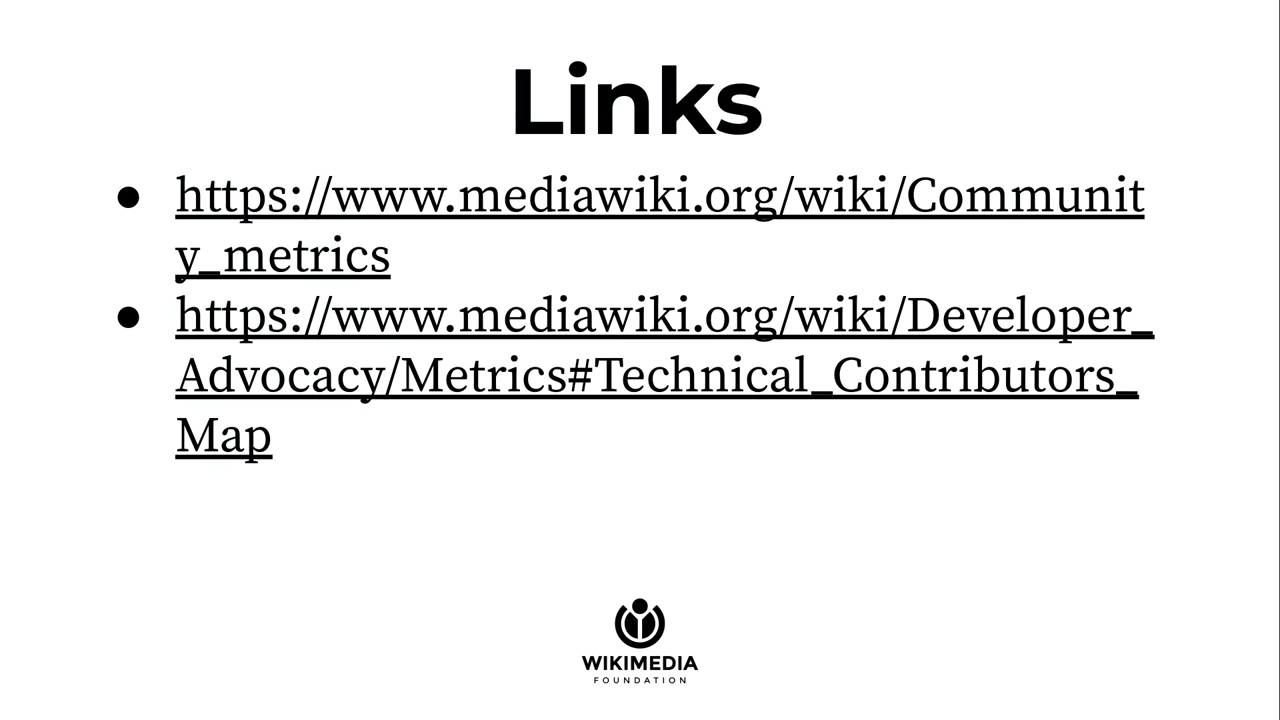 Links
● https://www.mediawiki.org/wiki/Communit
y_metrics
● https://www.mediawiki.org/wiki/Developer_
Advocacy/Metrics#Technical_Contributors_
Map
WIKIMEDIA
FOUNDATION